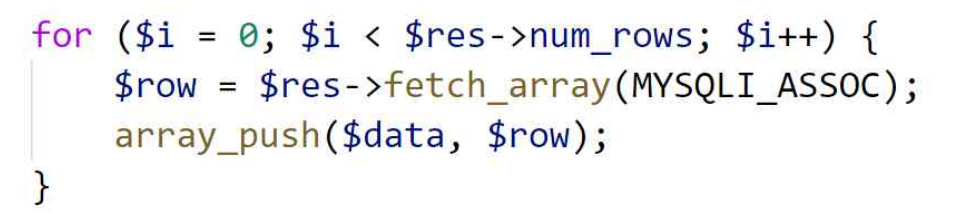 for ($i = 0; $i < $res->num_rows; $i++) {
    $row = $res->fetch_array(MYSQLI_ASSOC);
    array_push($data, $row);
}